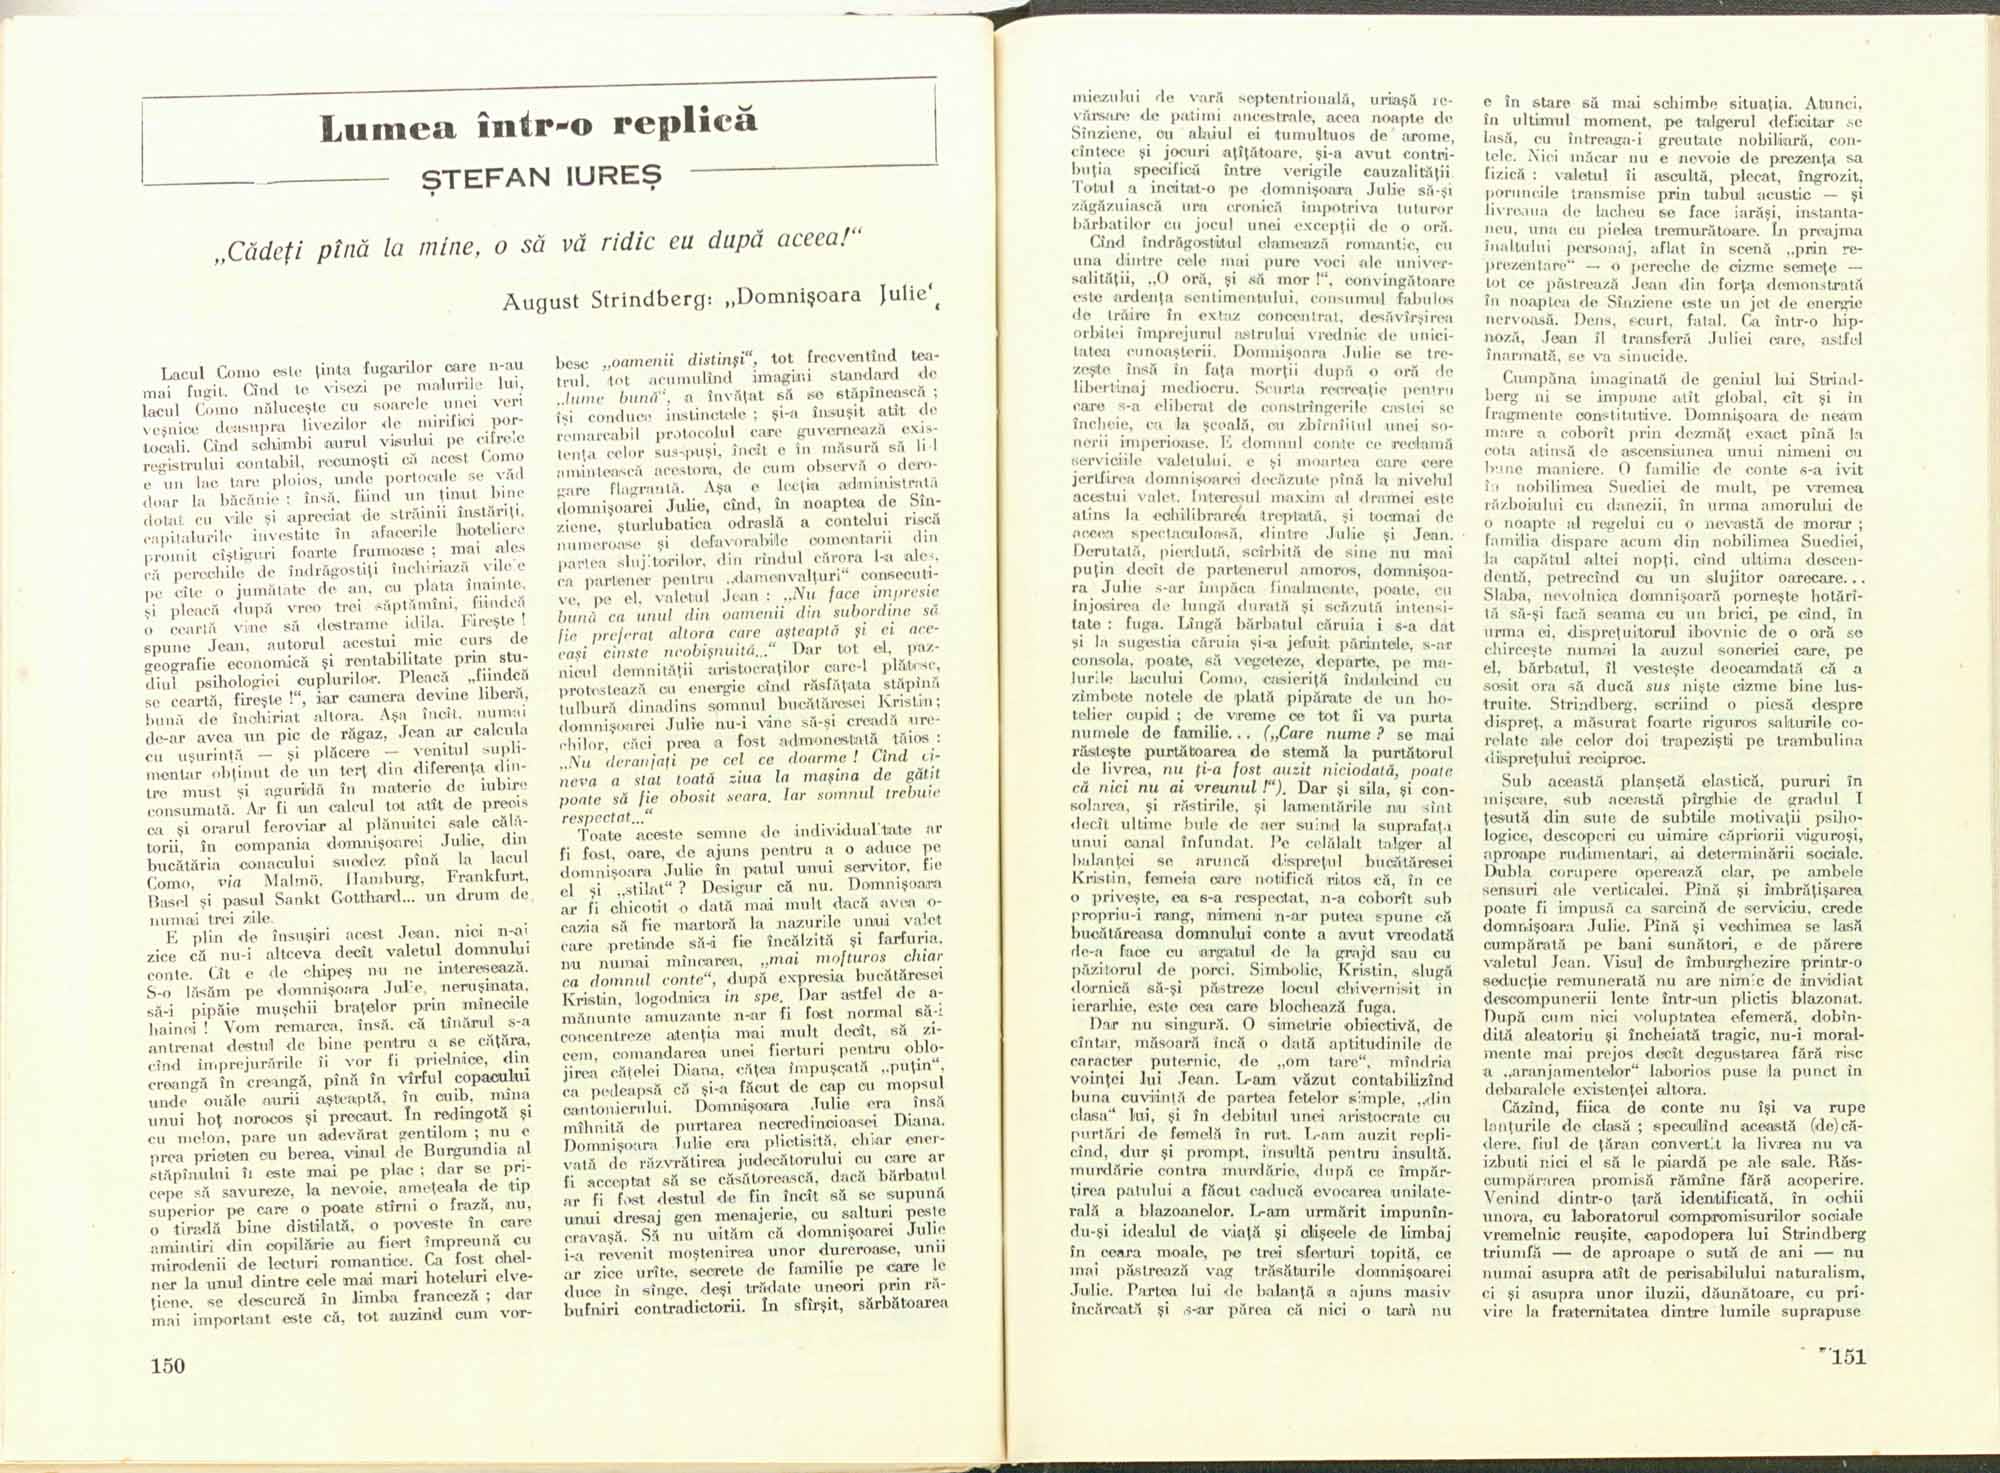 Lumea într-o replică
ȘTEFAN IUREȘ
„Cădeți pînă la mine, o să vă ridic eu după aceea!“
August Strindberg: „Domnișoara Julie‘,
Lacul Como este ținta fugarilor care n-au
mai fugit. Cînd te visezi pe malurile lui,
lacul Como nălucește cu soarele unei veri
veșnice deasupra livezilor de mirifici por-
tocali. Cînd schimbi aurul visului pe cifrele
registrului contabil, recunoști că acest Como
e un lac tare ploios, unde portocale se văd
doar la băcănie : însă, fiind un ținut bine
dotat cu vile și apreciat de străinii înstăriți,
capitalurile investite în afacerile hoteliere
promit cîștiguri foarte frumoase ; mai ales
că perechile de îndrăgostiți închiriază vile e
pe cîte o jumătate de an, cu plata înainte,
și pleacă după vreo trei săptămîni, fiindcă
o ceartă vine să destrame idila. Firește !
spune Jean, autorul acestui mic curs de
geografie economică și rentabilitate prin stu-
diul psihologiei cuplurilor. Pleacă „fiindcă
se ceartă, firește !“, iar camera devine liberă,
bună de închiriat altora. Așa încît, numai
de-ar avea un pic de răgaz, Jean ar calcula
cu ușurință — și plăcere — venitul supli-
mentar obținut de un terț din diferența din-
tre must și aguridă în materie de iubire
consumată. Ar fi un calcul tot atît de precis
ca și orarul feroviar al plănuitei sale călă-
torii, în compania domnișoarei Julie, din
bucătăria conacului suedez pînă la lacul
Como, via Malmö, Hamburg, Frankfurt,
Basel și pasul Sankt Gotthard... un drum de
numai trei zile.
E plin de însușiri acest Jean, nici n-ai
zice că nu-i altceva decît valetul domnului
conte. Cît e de chipeș nu ne interesează.
S-o lăsăm pe domnișoara Julie, nerușinata,
să-i pipăie mușchii brațelor prin mînecile
hainei ! Vom remarca, însă, că tînărul s-a
antrenat destul de bine pentru a se cățăra,
cînd împrejurările îi vor fi prielnice, din
creangă în creangă, pînă în vîrful copacului
unde ouăle aurii așteaptă, în cuib, mîna
unui hoț norocos și precaut. În redingotă și
cu melon, pare un adevărat gentilom ; nu e
prea prieten cu berea, vinul de Burgundia al
stăpînului îi este mai pe plac ; dar se pri-
cepe să savureze, la nevoie, amețeala de tip
superior pe care o poate stîrni o frază, nu,
o tiradă bine distilată, o poveste în care
amintiri din copilărie au fiert împreună cu
mirodenii de lecturi romantice. Ca fost chel-
ner la unul dintre cele mai mari hoteluri elve-
țiene, se descurcă în limba franceză ; dar
mai important este că, tot auzind cum vor-
besc „oamenii distinși“, tot frecventînd tea-
trul, tot acumulînd imagini standard de
„lume bună“, a învățat să se stăpînească ;
își conduce instinctele ; și-a însușit atît de
remarcabil protocolul care guvernează exis-
tența celor sus-puși, încît e în măsură să li-l
amintească acestora, de cum observă o dero-
gare flagrantă. Așa e lecția administrată
domnișoarei Julie, cînd, în noaptea de Sîn-
ziene, șturlubatica odraslă a contelui riscă
numeroase și defavorabile comentarii din
partea slujitorilor, din rîndul cărora l-a ales,
ca partener pentru „damenvalțuri“ consecuti-
ve, pe el, valetul Jean : „Nu face impresie
bună ca unul din oamenii din subordine să
fie preferat altora care așteaptă și ei ace-
eași cinste neobișnuită...“ Dar tot el, paz-
nicul demnității aristocraților care-l plătesc,
protestează cu energie cînd răsfățata stăpînă
tulbură dinadins somnul bucătăresei Kristin;
domnișoarei Julie nu-i vine să-și creadă ure-
chilor, căci prea a fost admonestată tăios :
„Nu deranjați pe cel ce doarme ! Cînd ci-
neva a stat toată ziua la mașina de gătit
poate să fie obosit seara. Iar somnul trebuie
respectat...“
Toate aceste semne de individualitate ar
fi fost, oare, de ajuns pentru a o aduce pe
domnișoara Julie în patul unui servitor, fie
el și „stilat“ ? Desigur că nu. Domnișoara
ar fi chicotit o dată mai mult dacă avea o-
cazia să fie martoră la nazurile unui valet
care pretinde să-i fie încălzită și farfuria,
nu numai mîncarea, „mai mofturos chiar
ca domnul conte“, după expresia bucătăresei
Kristin, logodnica in spe. Dar astfel de a-
mănunte amuzante n-ar fi fost normal să-i
concentreze atenția mai mult decît, să zi-
cem, comandarea unei fierturi pentru oblo-
jirea cățelei Diana, cățea împușcată „puțin“,
ca pedeapsă că și-a făcut de cap cu mopsul
cantonierului. Domnișoara Julie era însă
mîhnită de purtarea necredincioasei Diana.
Domnișoara Julie era plictisită, chiar ener-
vată de răzvrătirea judecătorului cu care ar
fi acceptat să se căsătorească, dacă bărbatul
ar fi fost destul de fin încît să se supună
unui dresaj gen menajerie, cu salturi peste
cravașă. Să nu uităm că domnișoarei Julie
i-a revenit moștenirea unor dureroase, unii
ar zice urîte, secrete de familie pe care le
duce în sînge, deși trădate uneori prin ră-
bufniri contradictorii. În sfîrșit, sărbătoarea
150
miezului de vară septentrională, uriașă re-
vărsare de patimi ancestrale, acea noapte de
Sînziene, cu alaiul ei tumultuos de arome,
cîntece și jocuri ațîțătoare, și-a avut contri-
buția specifică între verigile cauzalității.
Totul a incitat-o pe domnișoara Julie să-și
zăgăzuiască ura cronică împotriva tuturor
bărbatilor cu jocul unei excepții de o oră.
Cînd îndrăgostitul clamează romantic, cu
una dintre cele mai pure voci ale univer-
salității, „O oră, și să mor !“, convingătoare
este ardența sentimentului, consumul fabulos
de trăire în extaz concentrat, desăvîrșirea
orbitei împrejurul astrului vrednic de unici-
tatea cunoașterii. Domnișoara Julie se tre-
zește însă în fața morții după o oră de
libertinaj mediocru. Scurta recreație pentru
care s-a eliberat de constrîngerile castei se
încheie, ca la școală, cu zbîrnîitul unei so-
nerii imperioase. E domnul conte ce reclamă
serviciile valetului, e și moartea care cere
jertfirea domnișoarei decăzute pînă la nivelul
acestui valet. Interesul maxim al dramei este
atins la echilibrarea treptată, și tocmai de
aceea spectaculoasă, dintre Julie și Jean.
Derutată, pierdută, scîrbită de sine nu mai
puțin decît de partenerul amoros, domnișoa-
ra Julie s-ar împăca finalmente, poate, cu
înjosirea de lungă durată și scăzută intensi-
tate : fuga. Lîngă bărbatul căruia i s-a dat
și la sugestia căruia și-a jefuit părintele, s-ar
consola, poate, să vegeteze, departe, pe ma-
lurile lacului Como, casieriță îndulcind cu
zîmbete notele de plată pipărate de un ho-
telier cupid ; de vreme ce tot îi va purta
numele de familie... („Care nume ? se mai
răstește purtătoarea de stemă la purtătorul
de livrea, nu ți-a fost auzit niciodată, poate
că nici nu ai vreunul !“). Dar și sila, și con-
solarea, și răstirile, și lamentările nu sînt
decît ultime bule de aer suind la suprafața
unui canal înfundat. Pe celălalt talger al
balanței se aruncă disprețul bucătăresei
Kristin, femeia care notifică ritos că, în ce
o privește, ea s-a respectat, n-a coborît sub
propriu-i rang, nimeni n-ar putea spune că
bucătăreasa domnului conte a avut vreodată
de-a face cu argatul de la grajd sau cu
păzitorul de porci. Simbolic, Kristin, slugă
dornică să-și păstreze locul chivernisit în
ierarhie, este cea care blochează fuga.
Dar nu singură. O simetrie obiectivă, de
cîntar, măsoară încă o dată aptitudinile de
caracter puternic, de „om tare“, mîndria
voinței lui Jean. L-am văzut contabilizînd
buna cuviință de partea fetelor simple, „din
clasa“ lui, și în debitul unei aristocrate cu
purtări de femelă în rut. L-am auzit repli-
cînd, dur și prompt, insultă pentru insultă,
murdărie contra murdărie, după ce împăr-
țirea patului a făcut caducă evocarea unilate-
rală a blazoanelor. L-am urmărit impunîn-
du-și idealul de viață și clișeele de limbaj
în ceara moale, pe trei sferturi topită, ce
mai păstrează vag trăsăturile domnișoarei
Julie. Partea lui de balanță a ajuns masiv
încărcată și s-ar părea că nici o tară nu
e în stare să mai schimbe situația. Atunci,
în ultimul moment, pe talgerul deficitar se
lasă, cu întreaga-i greutate nobiliară, con-
tele. Nici măcar nu e nevoie de prezența sa
fizică : valetul îi ascultă, plecat, îngrozit,
poruncile transmise prin tubul acustic — și
livreaua de lacheu se face iarăși, instanta-
neu, una cu pielea tremurătoare. În preajma
înaltului personaj, aflat în scenă „prin re-
prezentare“ — o pereche de cizme semețe —
tot ce păstrează Jean din forța demonstrată
în noaptea de Sînziene este un jet de energie
nervoasă. Dens, scurt, fatal. Ca într-o hip-
noză, Jean îl transferă Juliei care, astfel
înarmată, se va sinucide.
Cumpăna imaginată de geniul lui Strind-
berg ni se impune atît global, cît și în
fragmente constitutive. Domnișoara de neam
mare a coborît prin dezmăț exact pînă la
cota atinsă de ascensiunea unui nimeni cu
bune maniere. O familie de conte s-a ivit
în nobilimea Suediei de mult, pe vremea
războiului cu danezii, în urma amorului de
o noapte al regelui cu o nevastă de morar ;
familia dispare acum din nobilimea Suediei,
la capătul altei nopți, cînd ultima descen-
dentă, petrecînd cu un slujitor oarecare...
Slaba, nevolnica domnișoară pornește hotărî-
tă să-și facă seama cu un brici, pe cînd, în
urma ei, disprețuitorul ibovnic de o oră se
chircește numai la auzul soneriei care, pe
el, bărbatul, îl vestește deocamdată că a
sosit ora să ducă sus niște cizme bine lus-
truite. Strindberg, scriind o piesă despre
dispreț, a măsurat foarte riguros salturile co-
relate ale celor doi trapeziști pe trambulina
disprețului reciproc.
Sub această planșetă elastică, pururi în
mișcare, sub această pîrghie de gradul I
țesută din sute de subtile motivații psiho-
logice, descoperi cu uimire căpriorii viguroși,
aproape rudimentari, ai determinării sociale.
Dubla corupere operează clar, pe ambele
sensuri ale verticalei. Pînă și îmbrățișarea
poate fi impusă ca sarcină de serviciu, crede
domnișoara Julie. Pînă și vechimea se lasă
cumpărată pe bani sunători, e de părere
valetul Jean. Visul de îmburghezire printr-o
seducție remunerată nu are nimic de invidiat
descompunerii lente într-un plictis blazonat.
După cum nici voluptatea efemeră, dobîn-
dită aleatoriu și încheiată tragic, nu-i moral-
mente mai prejos decît degustarea fără risc
a „aranjamentelor“ laborios puse la punct în
debaralele existenței altora.
Căzînd, fiica de conte nu își va rupe
lanțurile de clasă ; speculînd această (de)că-
dere, fiul de țăran convertit la livrea nu va
izbuti nici el să le piardă pe ale sale. Răs-
cumpărarea promisă rămîne fără acoperire.
Venind dintr-o țară identificată, în ochii
unora, cu laboratorul compromisurilor sociale
vremelnic reușite, capodopera lui Strindberg
triumfă — de aproape o sută de ani — nu
numai asupra atît de perisabilului naturalism,
ci și asupra unor iluzii, dăunătoare, cu pri-
vire la fraternitatea dintre lumile suprapuse
151